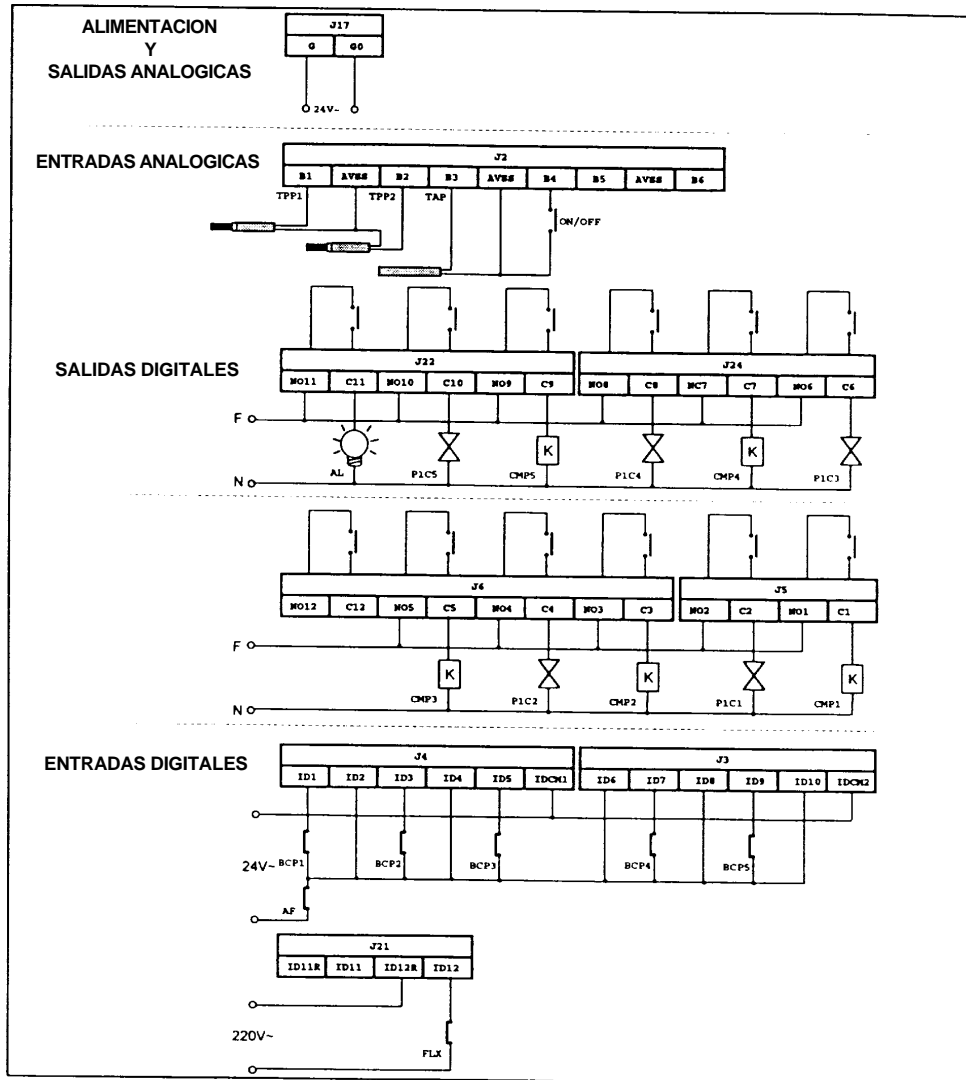 ALIMENTACION
Y
SALIDAS ANALOGICAS
J17
G G0
24V~
ENTRADAS ANALOGICAS
J2
B1 AVSS B2 B3 AVSS B4 B5 AVSS B6
TPP1 TPP2 TAP
ON/OFF
SALIDAS DIGITALES
J22 J24
NO11 C11 NO10 C10 NO9 C9 NO8 C8 NC7 C7 NO6 C6
F
K K
AL P1C5 CMP5 P1C4 CMP4 P1C3
N
J6 J5
NO12 C12 NO5 C5 NO4 C4 NO3 C3 NO2 C2 NO1 C1
F
K K K
CMP3 P1C2 CMP2 P1C1 CMP1
N
ENTRADAS DIGITALES
J4 J3
ID1 ID2 ID3 ID4 ID5 IDCM1 ID6 ID7 ID8 ID9 ID10 IDCM2
24V~ BCP1 BCP2 BCP3 BCP4 BCP5
AF
J21
ID11R ID11 ID12R ID12
220V~
FLX